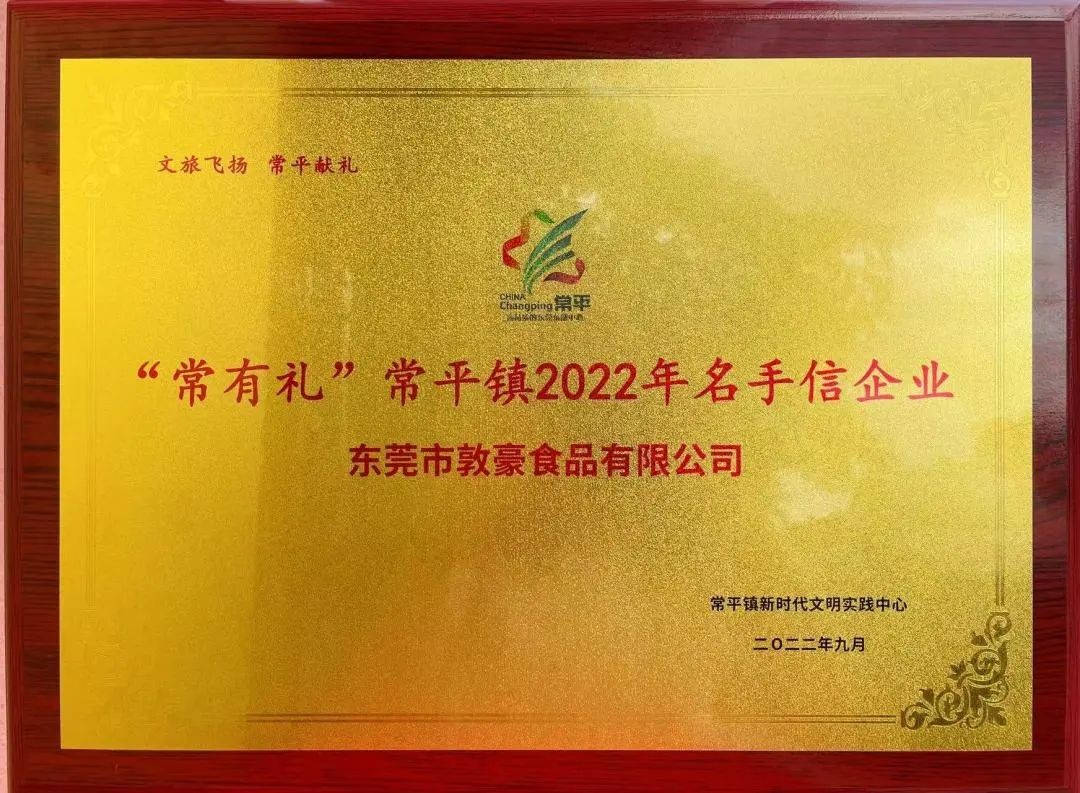 文旅飞扬 常平献礼
CHINA
Changping 常平
“常有礼”常平镇2022年名手信企业
东莞市敦豪食品有限公司
常平镇新时代文明实践中心
二〇二二年九月